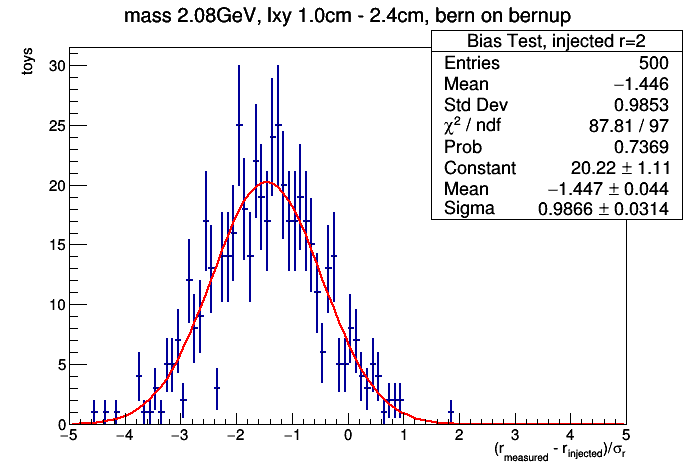 mass 2.08GeV, lxy 1.0cm - 2.4cm, bern on bernup
Bias Test, injected r=2
Entries 500
Mean −1.446
Std Dev 0.9853
χ² / ndf 87.81 / 97
Prob 0.7369
Constant 20.22 ± 1.11
Mean −1.447 ± 0.044
Sigma 0.9866 ± 0.0314
toys
30
25
20
15
10
5
0
−5 −4 −3 −2 −1 0 1 2 3 4 5
(r_measured - r_injected)/σ_r